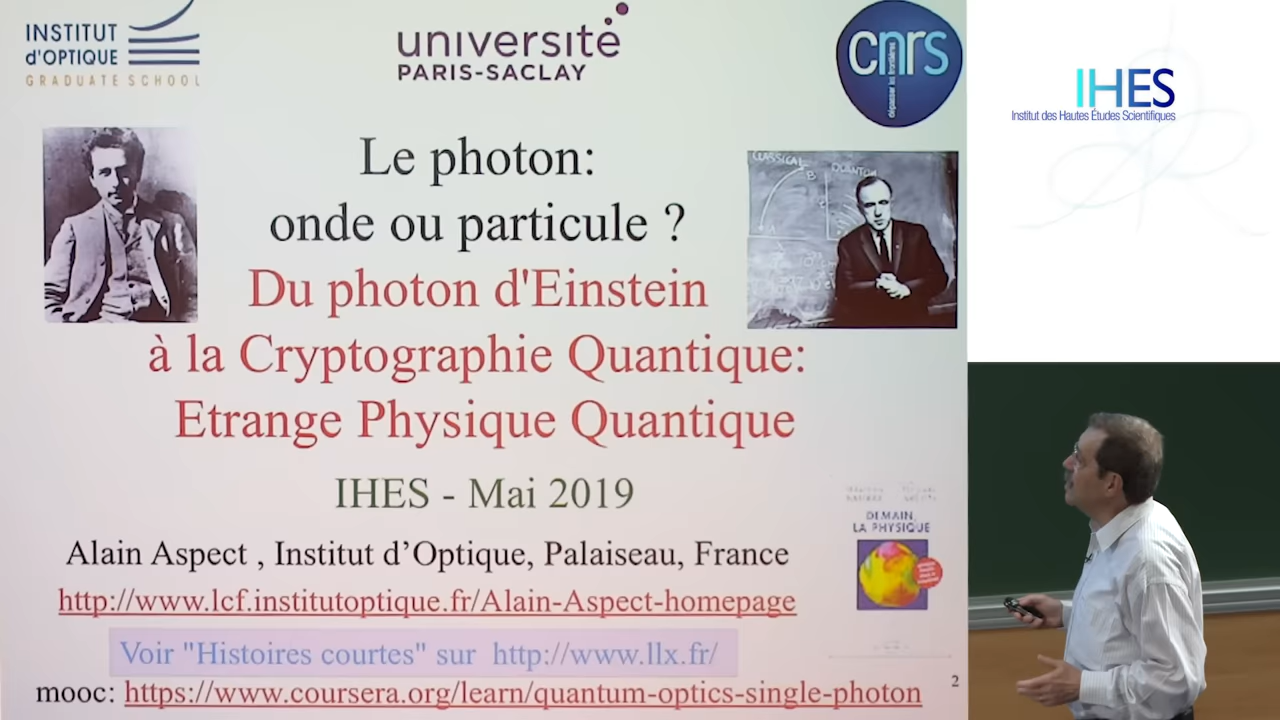 INSTITUT
d'OPTIQUE
GRADUATE SCHOOL
université
PARIS-SACLAY
cnrs
dépasser les frontières
IHES
Institut des Hautes Études Scientifiques
Le photon:
onde ou particule ?
CLASSICAL
QUANTUM
B
A
Du photon d'Einstein
à la Cryptographie Quantique:
Etrange Physique Quantique
IHES - Mai 2019
DEMAIN,
LA PHYSIQUE
Alain Aspect , Institut d’Optique, Palaiseau, France
http://www.lcf.institutoptique.fr/Alain-Aspect-homepage
Voir "Histoires courtes" sur http://www.llx.fr/
mooc: https://www.coursera.org/learn/quantum-optics-single-photon
2